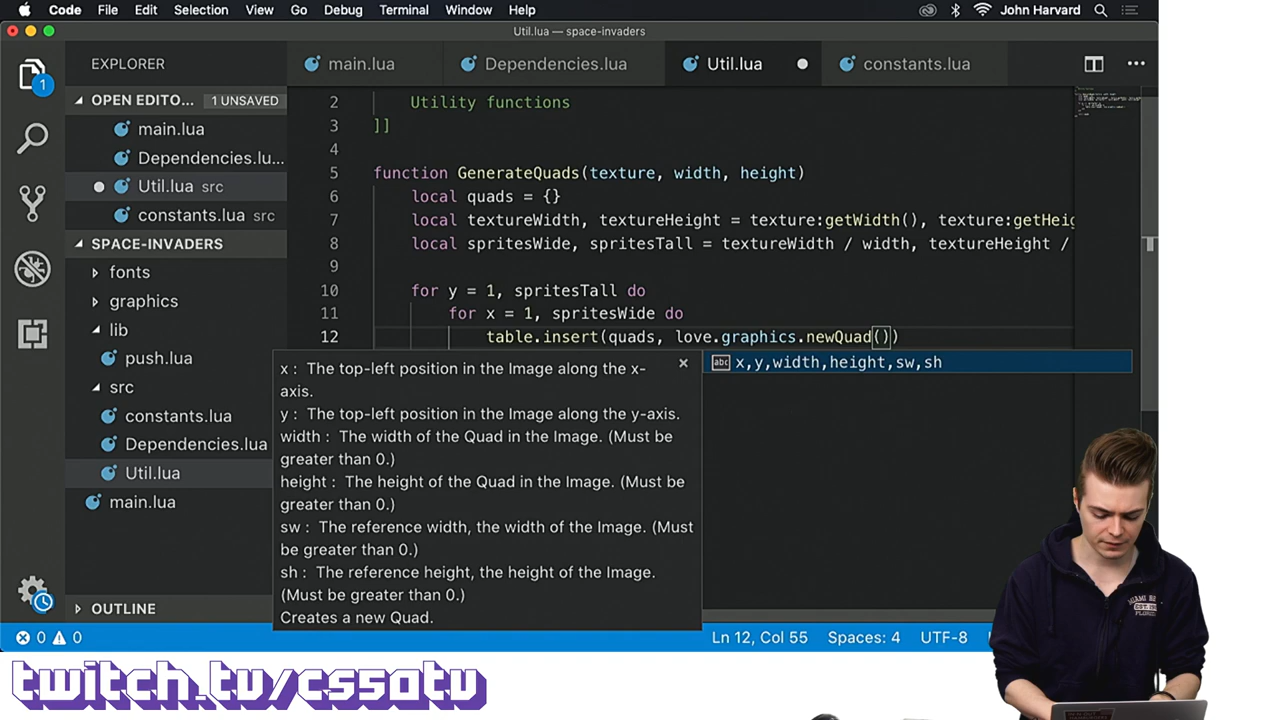 Code File Edit Selection View Go Debug Terminal Window Help John Harvard
Util.lua — space-invaders
EXPLORER main.lua Dependencies.lua Util.lua constants.lua
OPEN EDITO... 1 UNSAVED
main.lua
Dependencies.lu...
Util.lua src
constants.lua src
SPACE-INVADERS
fonts
graphics
lib
push.lua
src
constants.lua
Dependencies.lua
Util.lua
main.lua
OUTLINE
1
2 Utility functions
3 ]]
4
5 function GenerateQuads(texture, width, height)
6 local quads = {}
7 local textureWidth, textureHeight = texture:getWidth(), texture:getHeig
8 local spritesWide, spritesTall = textureWidth / width, textureHeight /
9
10 for y = 1, spritesTall do
11 for x = 1, spritesWide do
12 table.insert(quads, love.graphics.newQuad())
abc x,y,width,height,sw,sh
x : The top-left position in the Image along the x-
axis.
y : The top-left position in the Image along the y-axis.
width : The width of the Quad in the Image. (Must be
greater than 0.)
height : The height of the Quad in the Image. (Must be
greater than 0.)
sw : The reference width, the width of the Image. (Must
be greater than 0.)
sh : The reference height, the height of the Image.
(Must be greater than 0.)
Creates a new Quad.
0 0 Ln 12, Col 55 Spaces: 4 UTF-8
MIAMI
FLORIDA
twitch.tv/cs50tv